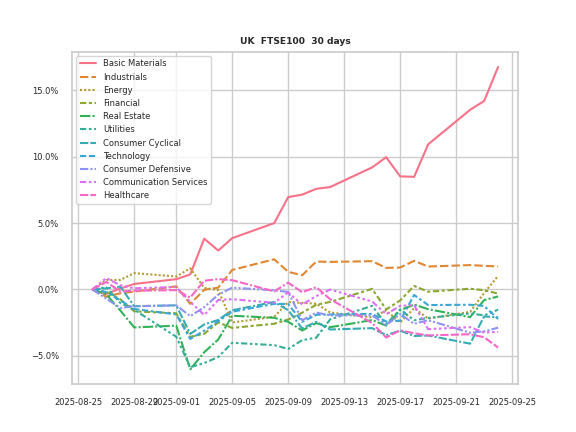 UK FTSE100 30 days
Basic Materials
Industrials
Energy
Financial
Real Estate
Utilities
Consumer Cyclical
Technology
Consumer Defensive
Communication Services
Healthcare
15.0%
10.0%
5.0%
0.0%
−5.0%
2025-08-25 2025-08-29 2025-09-01 2025-09-05 2025-09-09 2025-09-13 2025-09-17 2025-09-21 2025-09-25